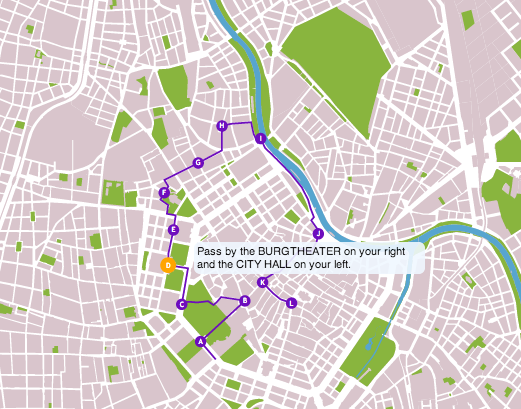 H
I
G
F
E
J
Pass by the BURGTHEATER on your right
and the CITY HALL on your left.
D
K
C
B
L
A